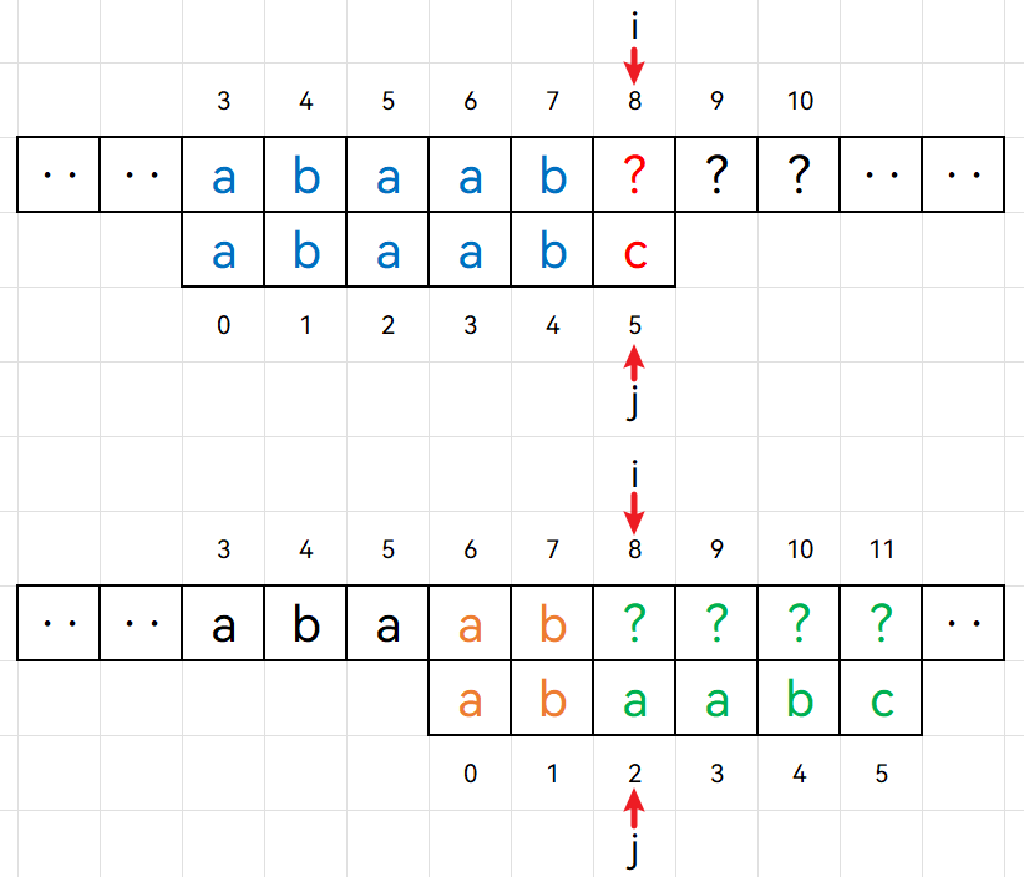 i
3 4 5 6 7 8 9 10
·· ·· a b a a b ? ? ? ·· ··
a b a a b c
0 1 2 3 4 5
j
i
3 4 5 6 7 8 9 10 11
·· ·· a b a a b ? ? ? ? ··
a b a a b c
0 1 2 3 4 5
j